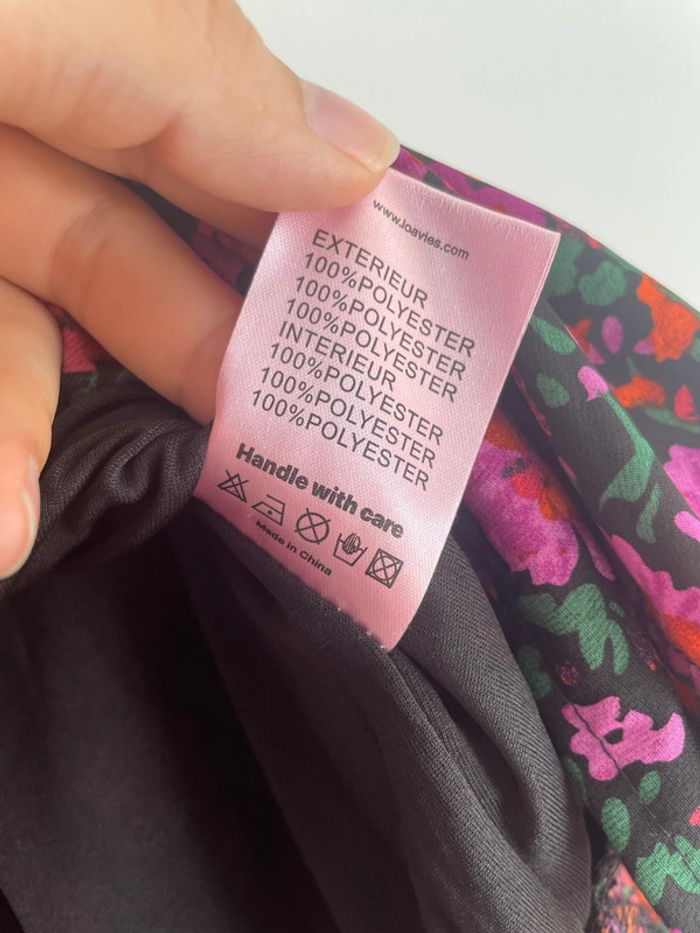 www.loavies.com
EXTERIEUR
100%POLYESTER
100%POLYESTER
100%POLYESTER
INTERIEUR
100%POLYESTER
100%POLYESTER
100%POLYESTER
Handle with care
Made in China